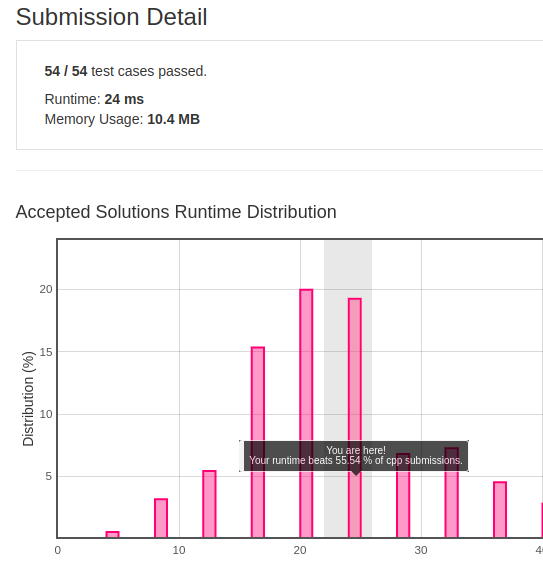 Submission Detail
54 / 54 test cases passed.
Runtime: 24 ms
Memory Usage: 10.4 MB
Accepted Solutions Runtime Distribution
Distribution (%)
20
15
10
5
You are here!
Your runtime beats 55.54 % of cpp submissions.
0
10
20
30